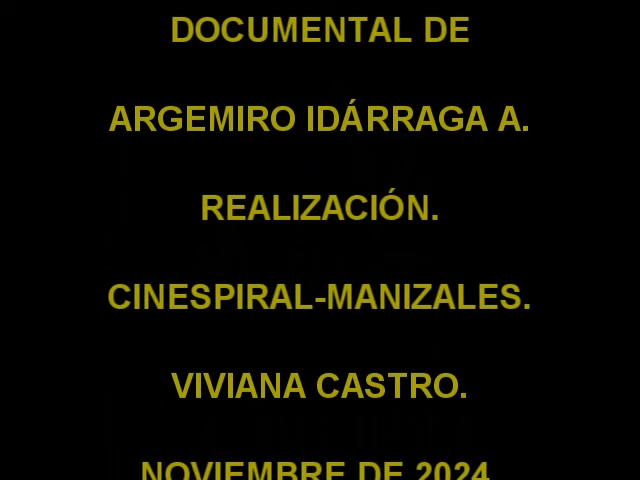 DOCUMENTAL DE
ARGEMIRO IDÁRRAGA A.
REALIZACIÓN.
CINESPIRAL-MANIZALES.
VIVIANA CASTRO.
NOVIEMBRE DE 2024